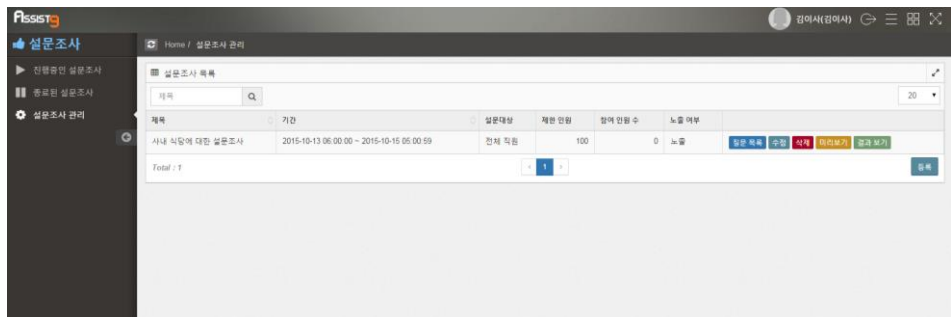 Assist9
김이사(김이사)
설문조사
Home / 설문조사 관리
진행중인 설문조사
종료된 설문조사
설문조사 관리
설문조사 목록
제목
20
제목 기간 설문대상 제한 인원 참여 인원 수 노출 여부
사내 식당에 대한 설문조사 2015-10-13 06:00:00 ~ 2015-10-15 05:00:59 전체 직원 100 0 노출 질문 목록 수정 삭제 미리보기 결과 보기
Total : 1
1
등록